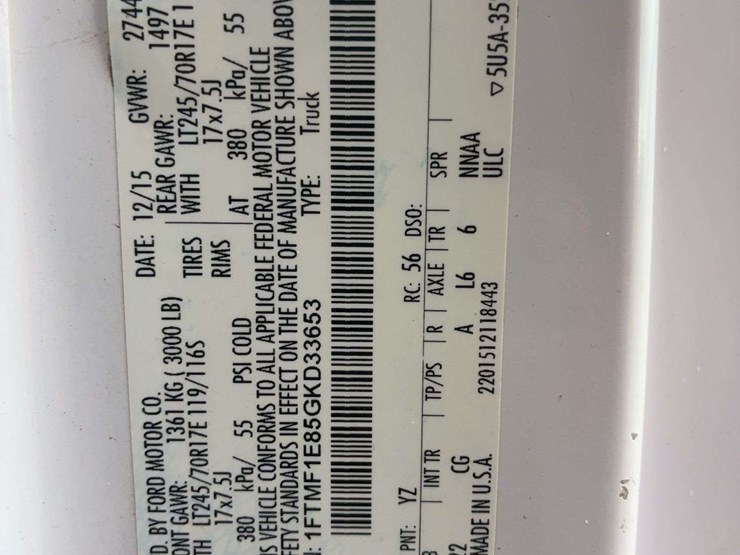 D. BY FORD MOTOR CO. DATE: 12/15 GVWR: 2744
ONT GAWR: 1361 KG ( 3000 LB) REAR GAWR: 1497
TH LT245/70R17E 119/116S TIRES WITH LT245/70R17E 1
17x7.5J RIMS 17x7.5J
380 kPa/ 55 PSI COLD AT 380 kPa/ 55
IS VEHICLE CONFORMS TO ALL APPLICABLE FEDERAL MOTOR VEHICLE
FETY STANDARDS IN EFFECT ON THE DATE OF MANUFACTURE SHOWN ABOV
: 1FTMF1E85GKD33653 TYPE: Truck
PNT: YZ RC: 56 DSO:
INT TR TP/PS R AXLE TR SPR
CG A L6 6 NNAA
MADE IN U.S.A. 2201512118443 ULC ▽ 5U5A-35